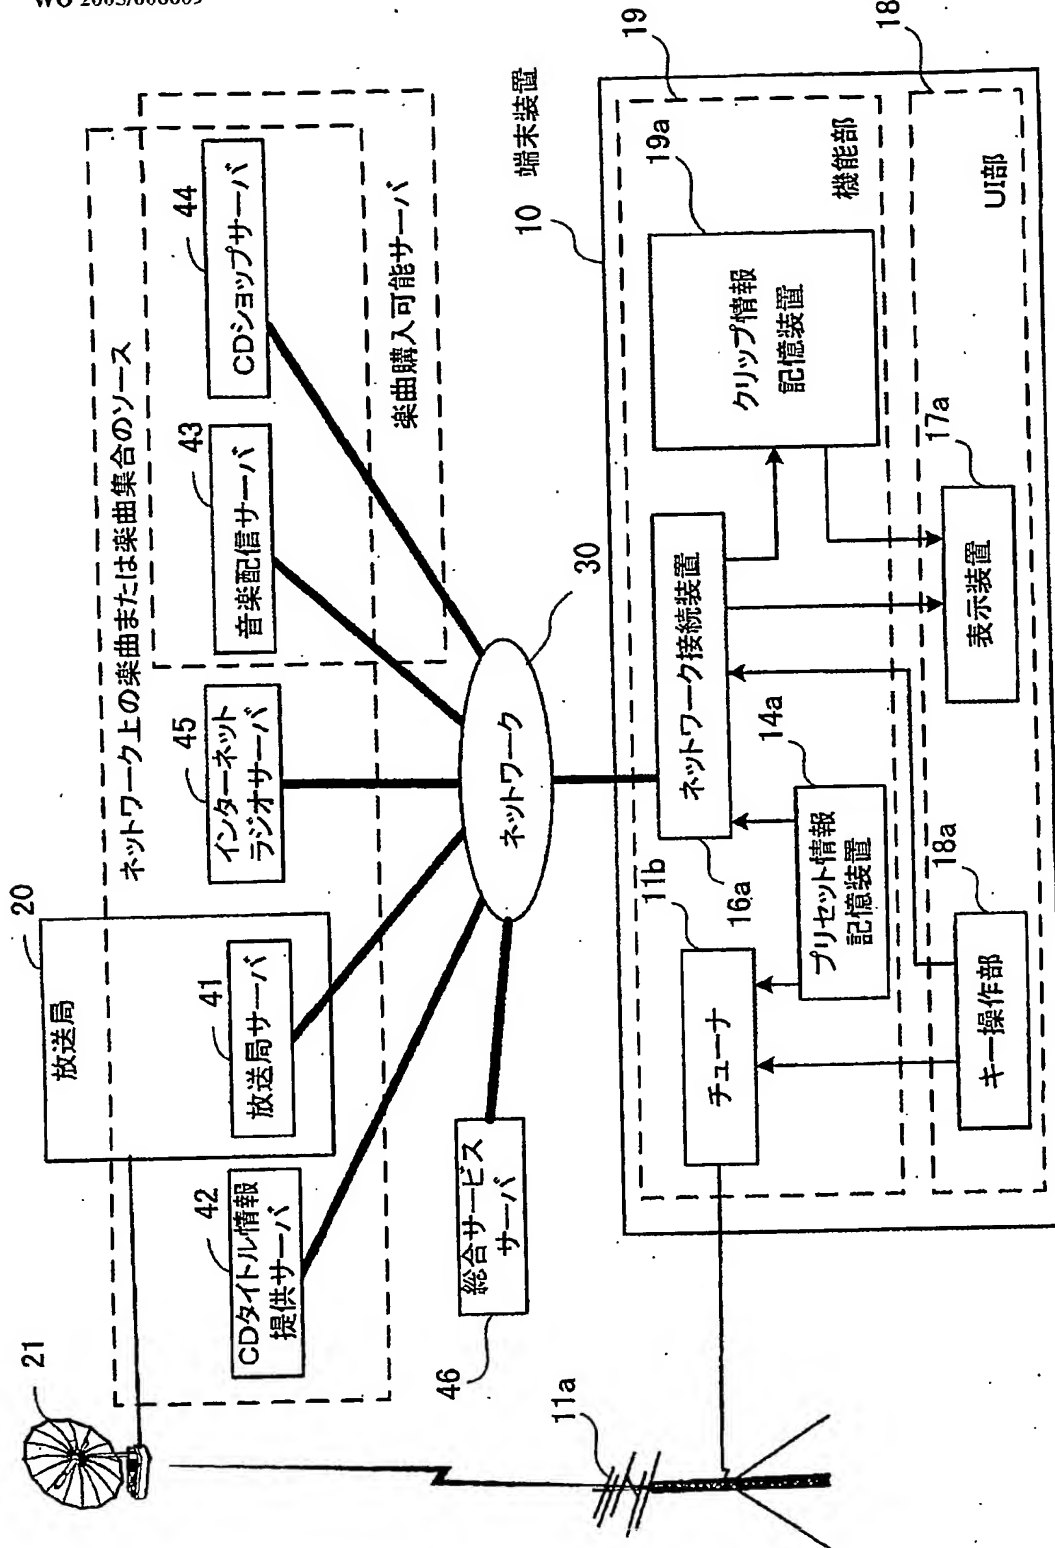 21
20
放送局
ネットワーク上の楽曲または楽曲集合のソース
42
CDタイトル情報
提供サーバ
41
放送局サーバ
45
インターネット
ラジオサーバ
43
音楽配信サーバ
44
CDショップサーバ
楽曲購入可能サーバ
46
総合サービス
サーバ
ネットワーク
30
11a
10
端末装置
19
機能部
11b
チューナ
16a
ネットワーク接続装置
19a
クリップ情報
記憶装置
14a
プリセット情報
記憶装置
18
UI部
18a
キー操作部
17a
表示装置